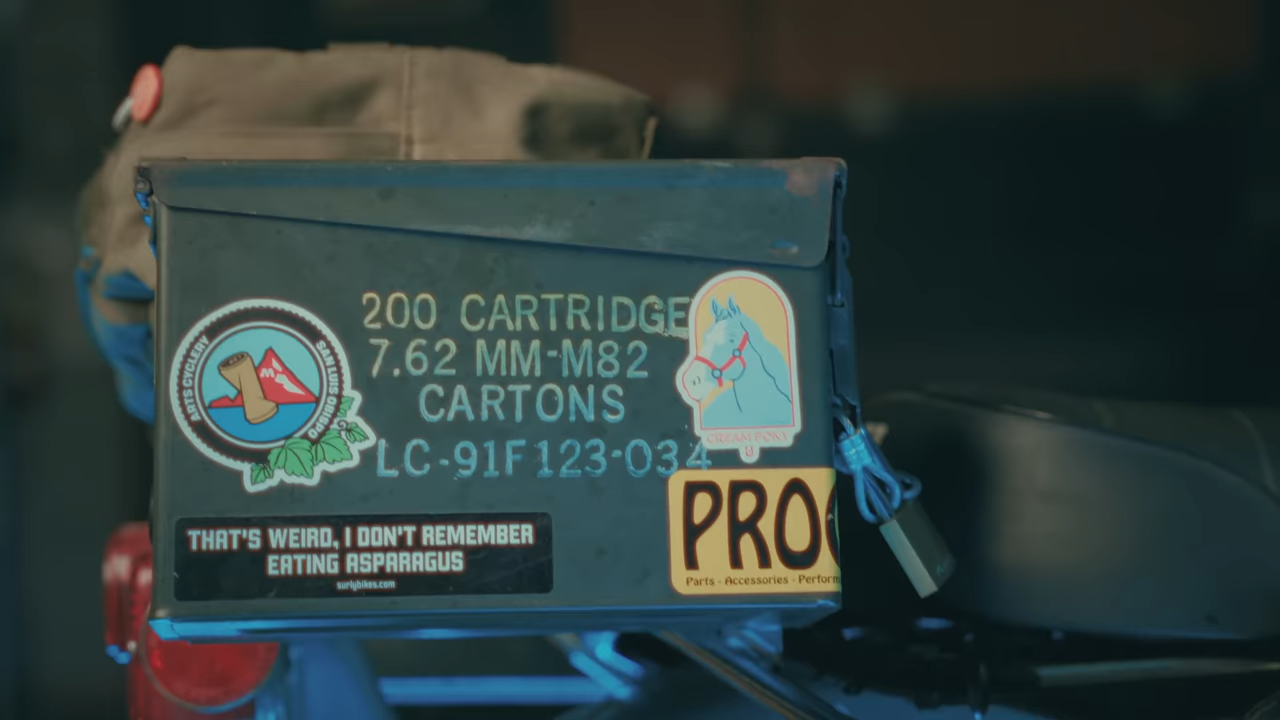 200 CARTRIDGE
7.62 MM-M82
CARTONS
LC-91F123-034
ARTS CYCLERY
SAN LUIS OBISPO
CREAM PONY
THAT'S WEIRD, I DON'T REMEMBER
EATING ASPARAGUS
surlybikes.com
PRO
Parts - Accessories - Perform